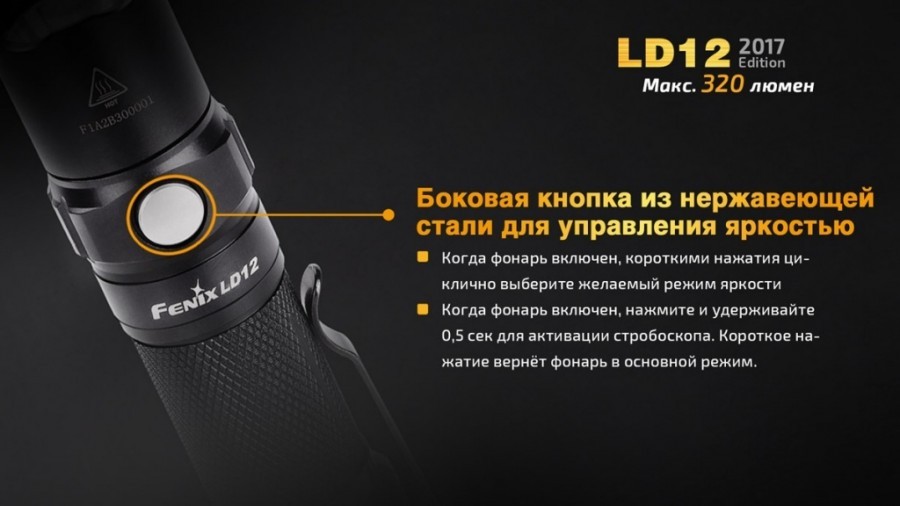 LD12 2017 Edition
Макс. 320 люмен
HOT
F1A2B300001
Боковая кнопка из нержавеющей
стали для управления яркостью
Когда фонарь включен, короткими нажатия ци-
клично выберите желаемый режим яркости
Когда фонарь включен, нажмите и удерживайте
0,5 сек для активации стробоскопа. Короткое на-
жатие вернёт фонарь в основной режим.
FENIX LD12